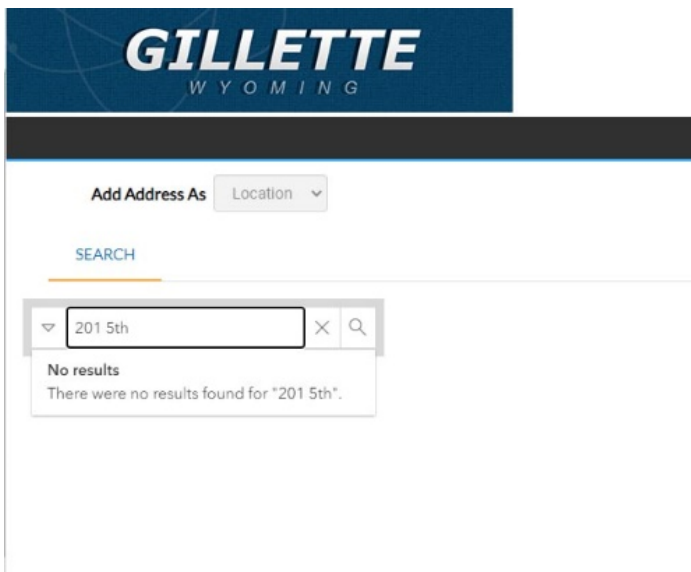 GILLETTE
WYOMING
Add Address As Location
SEARCH
201 5th
No results
There were no results found for "201 5th".